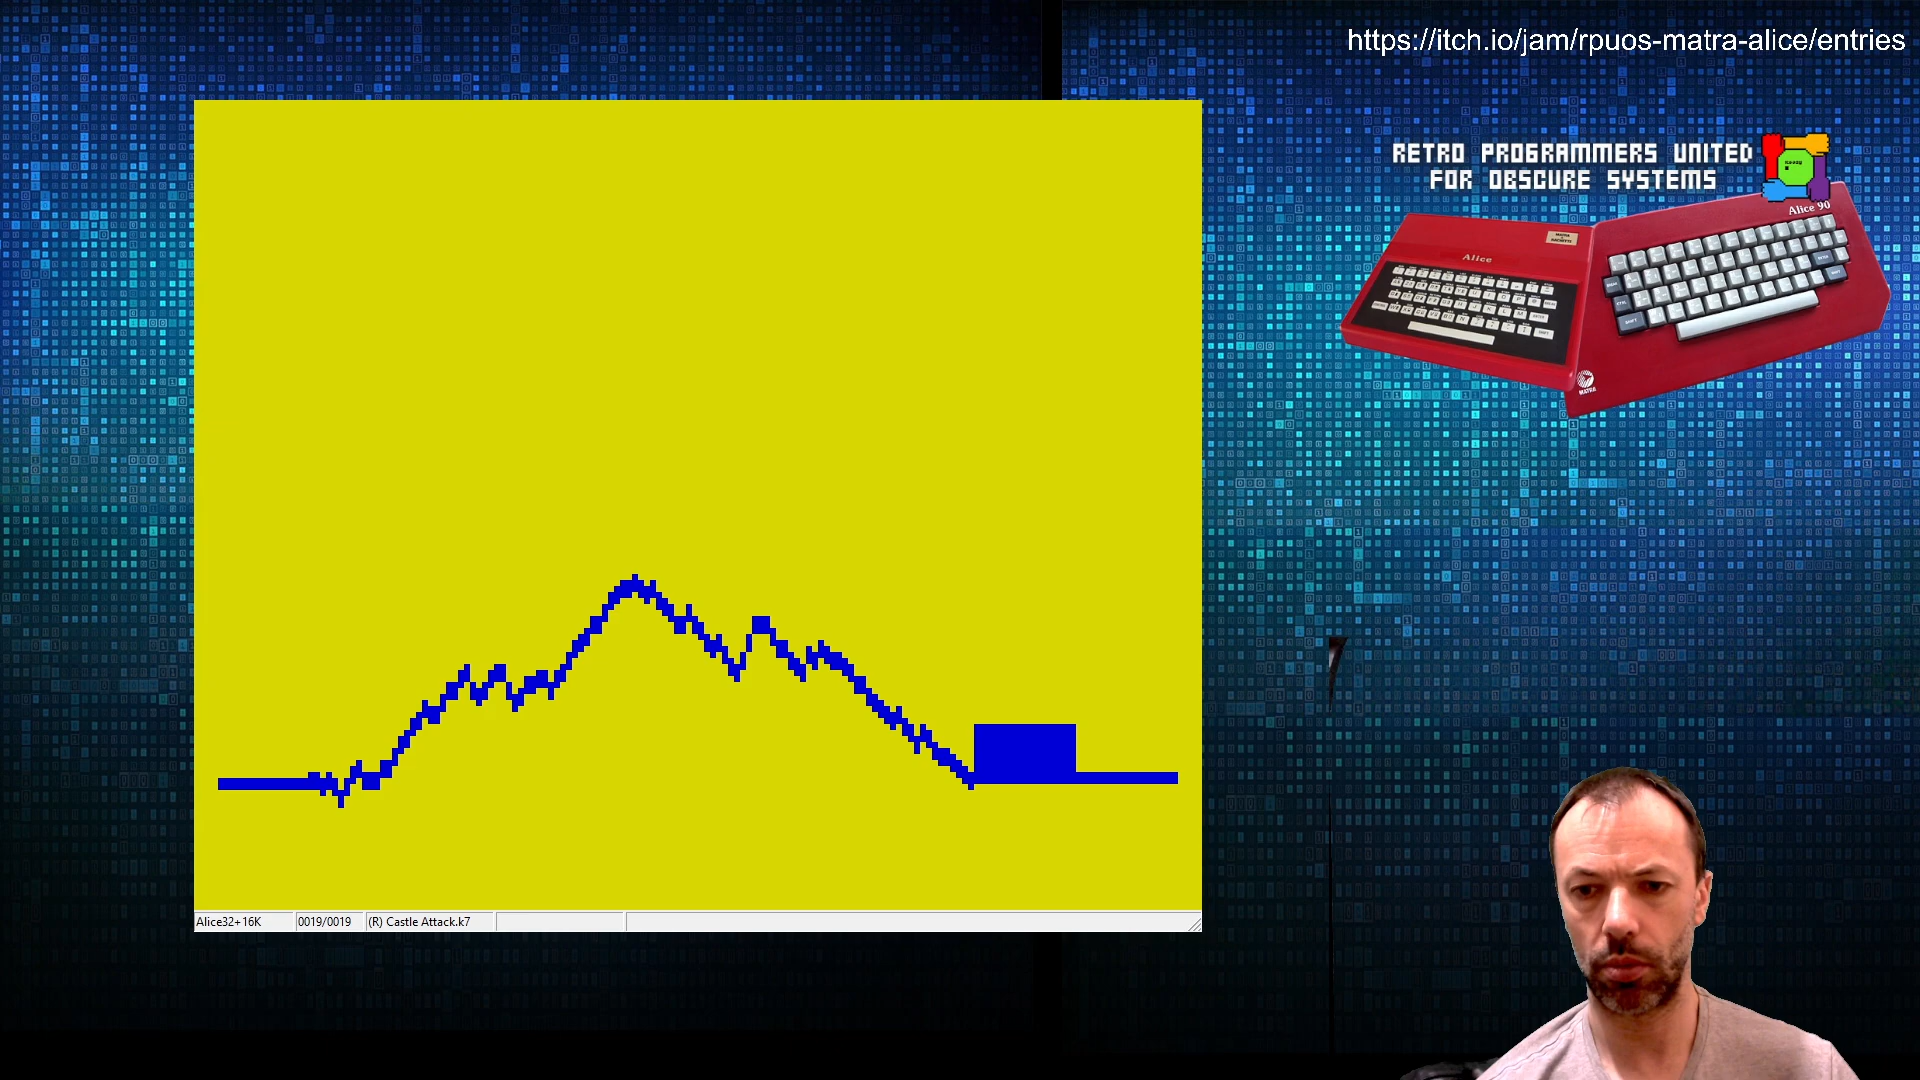 https://itch.io/jam/rpuos-matra-alice/entries
RETRO PROGRAMMERS UNITED
FOR OBSCURE SYSTEMS
Alice 90
Alice
MATRA
Alice32+16K 0019/0019 (R) Castle Attack.k7